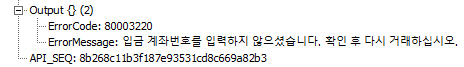 Output {} (2)
ErrorCode: 80003220
ErrorMessage: 입금 계좌번호를 입력하지 않으셨습니다. 확인 후 다시 거래하십시오.
API_SEQ: 8b268c11b3f187e93531cd8c669a82b3